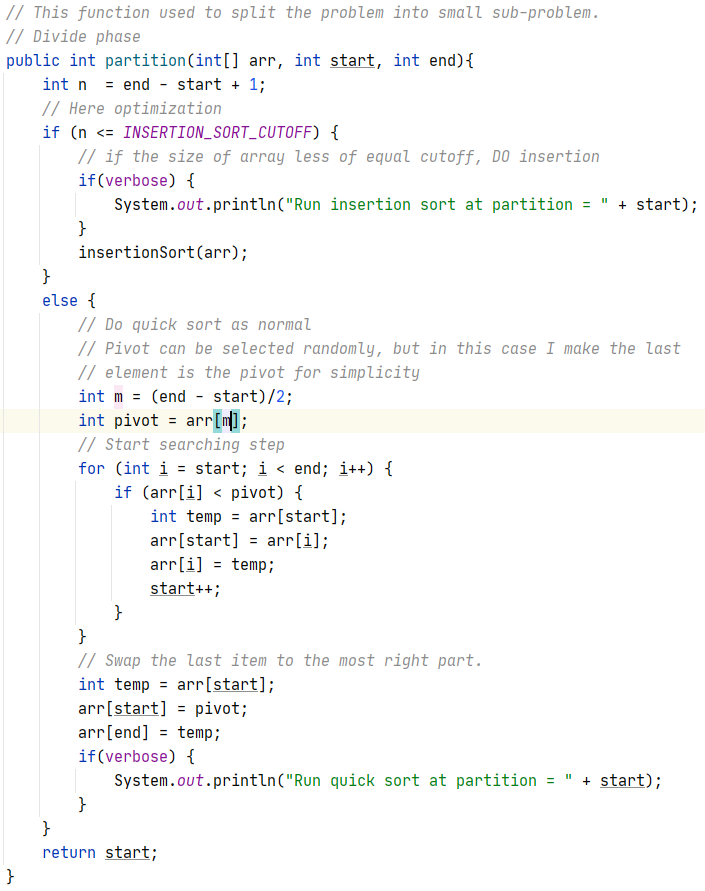 // This function used to split the problem into small sub-problem.
// Divide phase
public int partition(int[] arr, int start, int end){
    int n  = end - start + 1;
    // Here optimization
    if (n <= INSERTION_SORT_CUTOFF) {
        // if the size of array less of equal cutoff, DO insertion
        if(verbose) {
            System.out.println("Run insertion sort at partition = " + start);
        }
        insertionSort(arr);
    }
    else {
        // Do quick sort as normal
        // Pivot can be selected randomly, but in this case I make the last
        // element is the pivot for simplicity
        int m = (end - start)/2;
        int pivot = arr[m];
        // Start searching step
        for (int i = start; i < end; i++) {
            if (arr[i] < pivot) {
                int temp = arr[start];
                arr[start] = arr[i];
                arr[i] = temp;
                start++;
            }
        }
        // Swap the last item to the most right part.
        int temp = arr[start];
        arr[start] = pivot;
        arr[end] = temp;
        if(verbose) {
            System.out.println("Run quick sort at partition = " + start);
        }
    }
    return start;
}